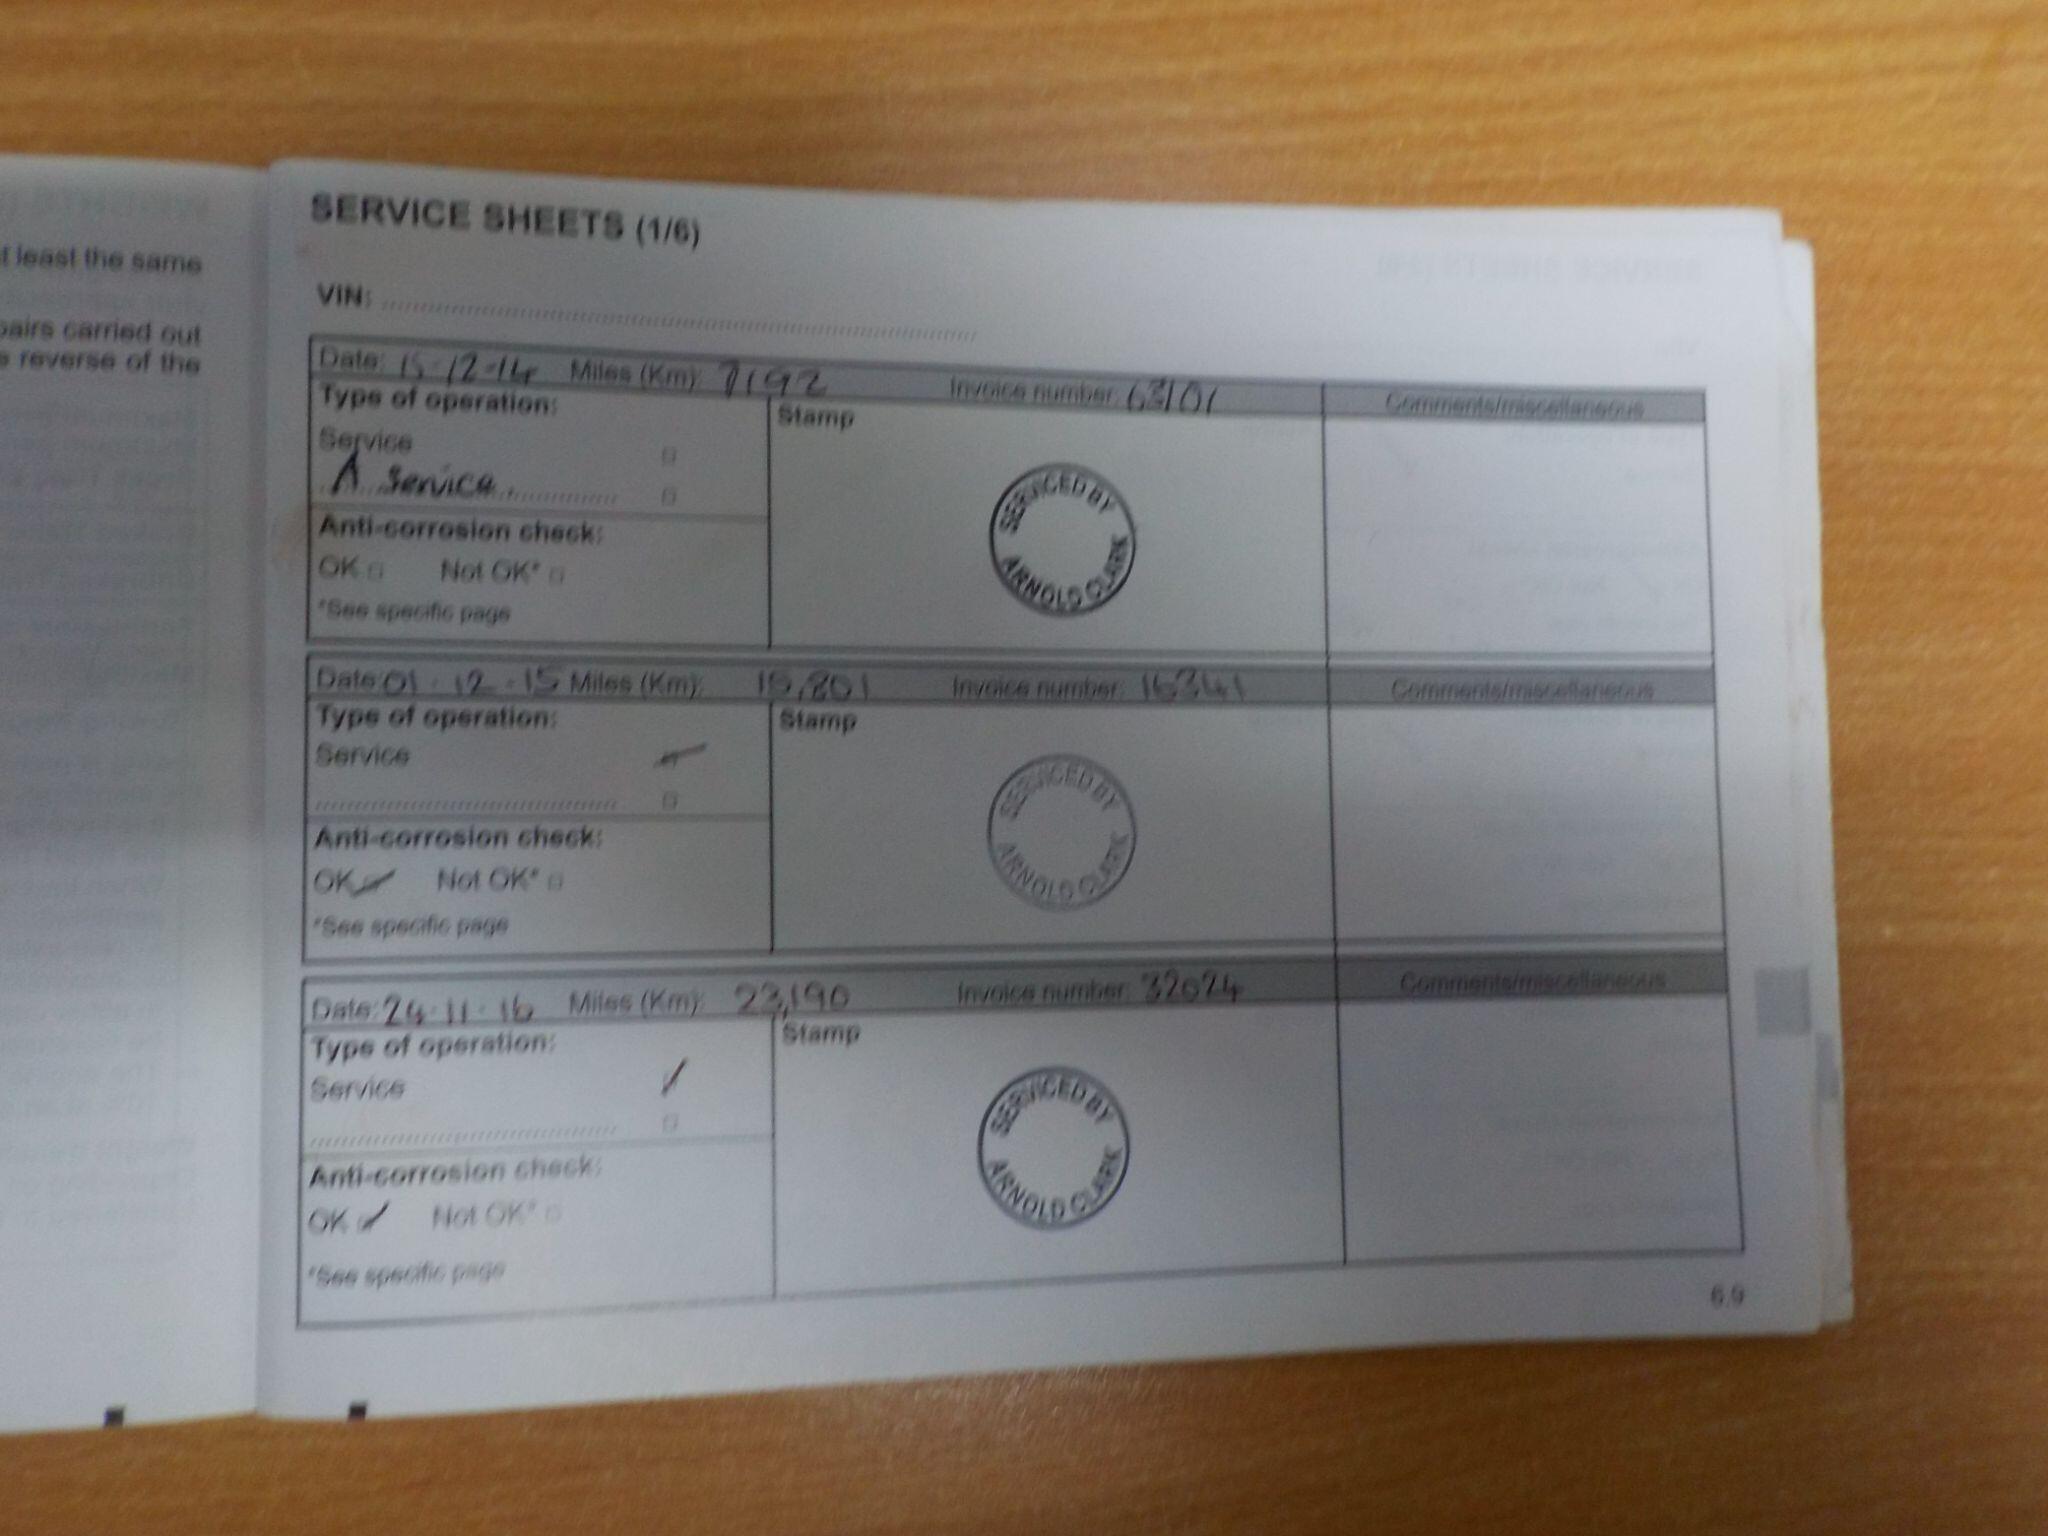 t least the same
pairs carried out
s reverse of the
SERVICE SHEETS (1/6)
VIN:
Date: 15-12-14 Miles (Km): 7192 Invoice number: 63101 Comments/miscellaneous
Type of operation:
Stamp
Service
A Service
SERVICED BY
ARNOLD CLARK
Anti-corrosion check:
OK Not OK*
*See specific page
Date: 01.12.15 Miles (Km): Invoice number: 16341 Comments/miscellaneous
Type of operation:
Stamp
Service
SERVICED BY
ARNOLD CLARK
Anti-corrosion check:
OK Not OK*
*See specific page
Date: 24.11.16 Miles (Km): 23,190 Invoice number: 32024 Comments/miscellaneous
Type of operation:
Stamp
Service
SERVICED BY
ARNOLD CLARK
Anti-corrosion check:
OK Not OK*
*See specific page
6.9